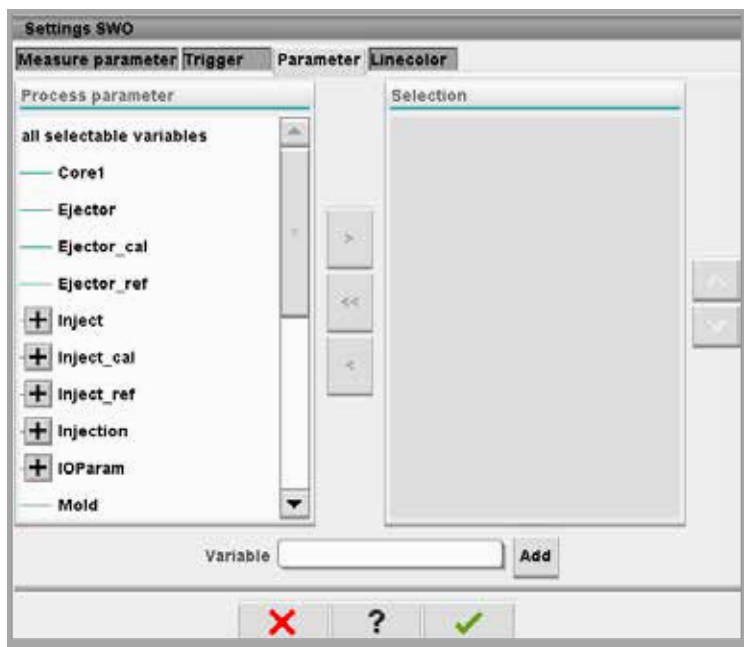 Settings SWO
Measure parameter Trigger Parameter Linecolor
Process parameter
Selection
all selectable variables
Core1
Ejector
Ejector_cal
Ejector_ref
+ Inject
+ Inject_cal
+ Inject_ref
+ Injection
+ IOParam
Mold
>
<<
<
Variable
Add
?